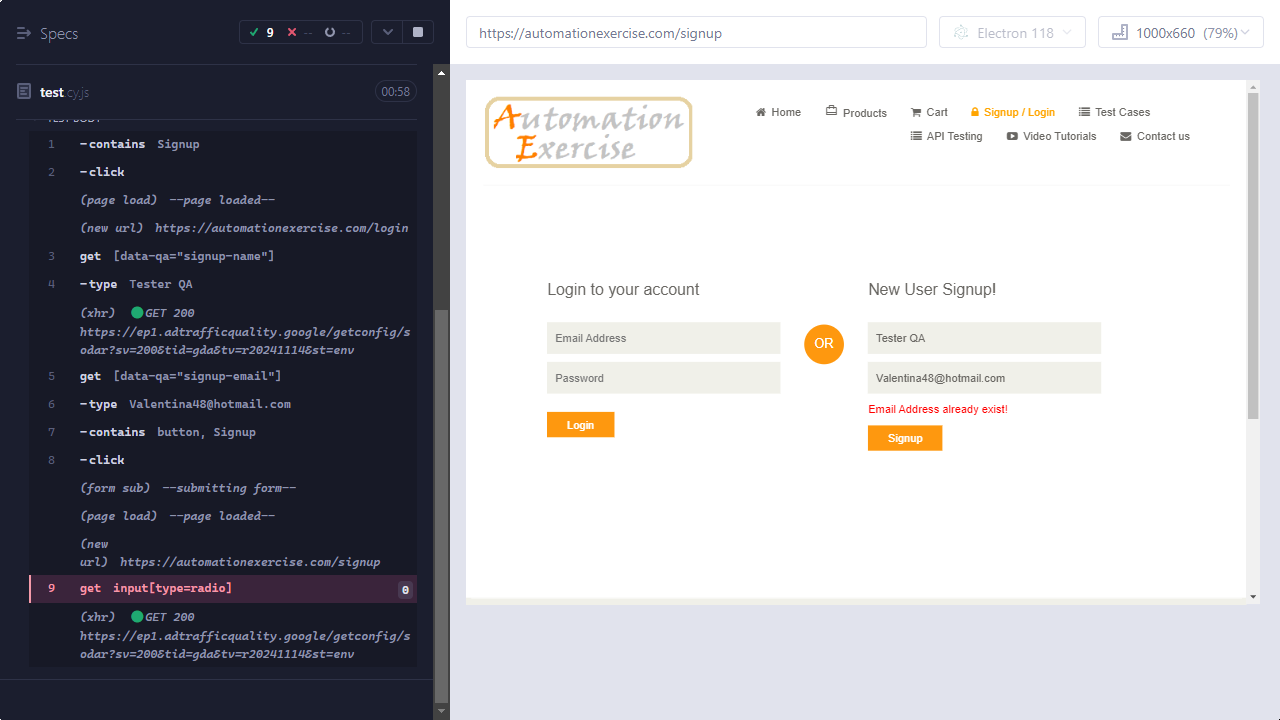 Specs
9
--
--
test cy.js
00:58
TEST BODY
1 -contains Signup
2 -click
(page load) --page loaded--
(new url) https://automationexercise.com/login
3 get [data-qa="signup-name"]
4 -type Tester QA
(xhr) GET 200
https://ep1.adtrafficquality.google/getconfig/s
odar?sv=200&tid=gda&tv=r20241114&st=env
5 get [data-qa="signup-email"]
6 -type Valentina48@hotmail.com
7 -contains button, Signup
8 -click
(form sub) --submitting form--
(page load) --page loaded--
(new
url) https://automationexercise.com/signup
9 get input[type=radio] 0
(xhr) GET 200
https://ep1.adtrafficquality.google/getconfig/s
odar?sv=200&tid=gda&tv=r20241114&st=env
https://automationexercise.com/signup
Electron 118
1000x660 (79%)
Automation
Exercise
Home Products Cart Signup / Login Test Cases
API Testing Video Tutorials Contact us
Login to your account
Email Address
Password
Login
OR
New User Signup!
Tester QA
Valentina48@hotmail.com
Email Address already exist!
Signup